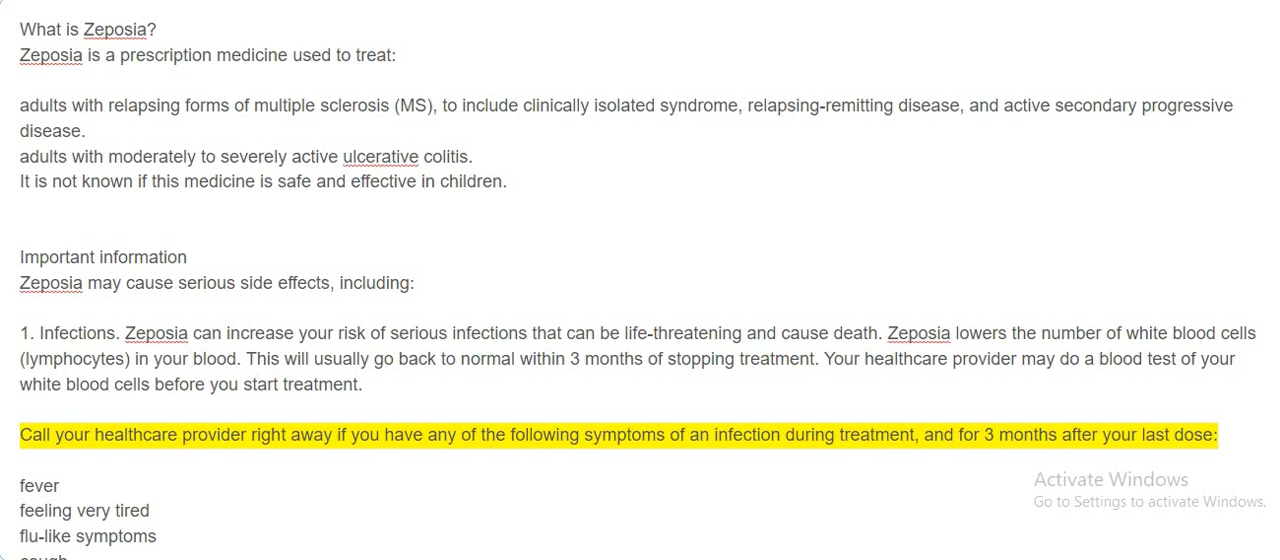 What is Zeposia?
Zeposia is a prescription medicine used to treat:
adults with relapsing forms of multiple sclerosis (MS), to include clinically isolated syndrome, relapsing-remitting disease, and active secondary progressive
disease.
adults with moderately to severely active ulcerative colitis.
It is not known if this medicine is safe and effective in children.
Important information
Zeposia may cause serious side effects, including:
1. Infections. Zeposia can increase your risk of serious infections that can be life-threatening and cause death. Zeposia lowers the number of white blood cells
(lymphocytes) in your blood. This will usually go back to normal within 3 months of stopping treatment. Your healthcare provider may do a blood test of your
white blood cells before you start treatment.
Call your healthcare provider right away if you have any of the following symptoms of an infection during treatment, and for 3 months after your last dose:
fever
feeling very tired
flu-like symptoms
cough
Activate Windows
Go to Settings to activate Windows.